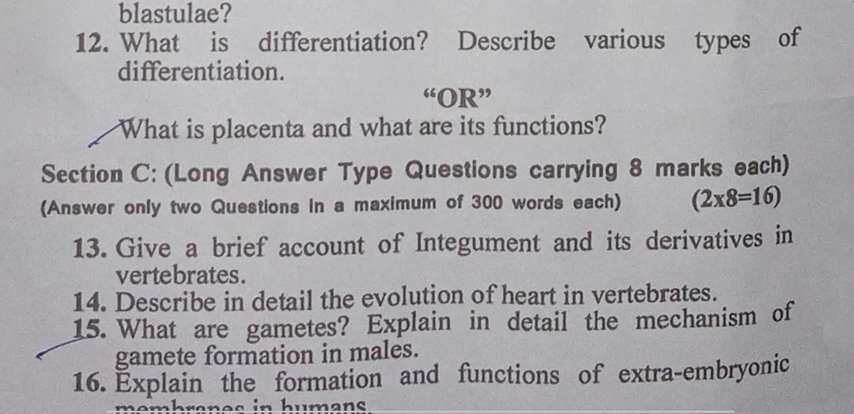 blastulae?
12. What is differentiation? Describe various types of
differentiation.
“OR”
What is placenta and what are its functions?
Section C: (Long Answer Type Questions carrying 8 marks each)
(Answer only two Questions in a maximum of 300 words each) (2x8=16)
13. Give a brief account of Integument and its derivatives in
vertebrates.
14. Describe in detail the evolution of heart in vertebrates.
15. What are gametes? Explain in detail the mechanism of
gamete formation in males.
16. Explain the formation and functions of extra-embryonic
membranes in humans.